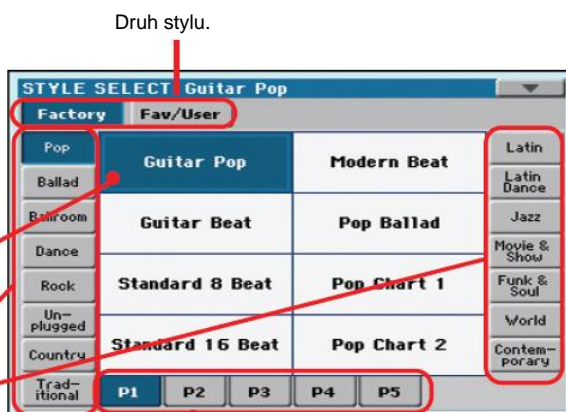 Druh stylu.
STYLE SELECT Guitar Pop
Factory Fav/User
Pop
Ballad
Ballroom
Dance
Rock
Un-
plugged
Country
Trad-
itional
Guitar Pop Modern Beat
Guitar Beat Pop Ballad
Standard 8 Beat Pop Chart 1
Standard 16 Beat Pop Chart 2
Latin
Latin
Dance
Jazz
Movie &
Show
Funk &
Soul
World
Contem-
porary
P1 P2 P3 P4 P5